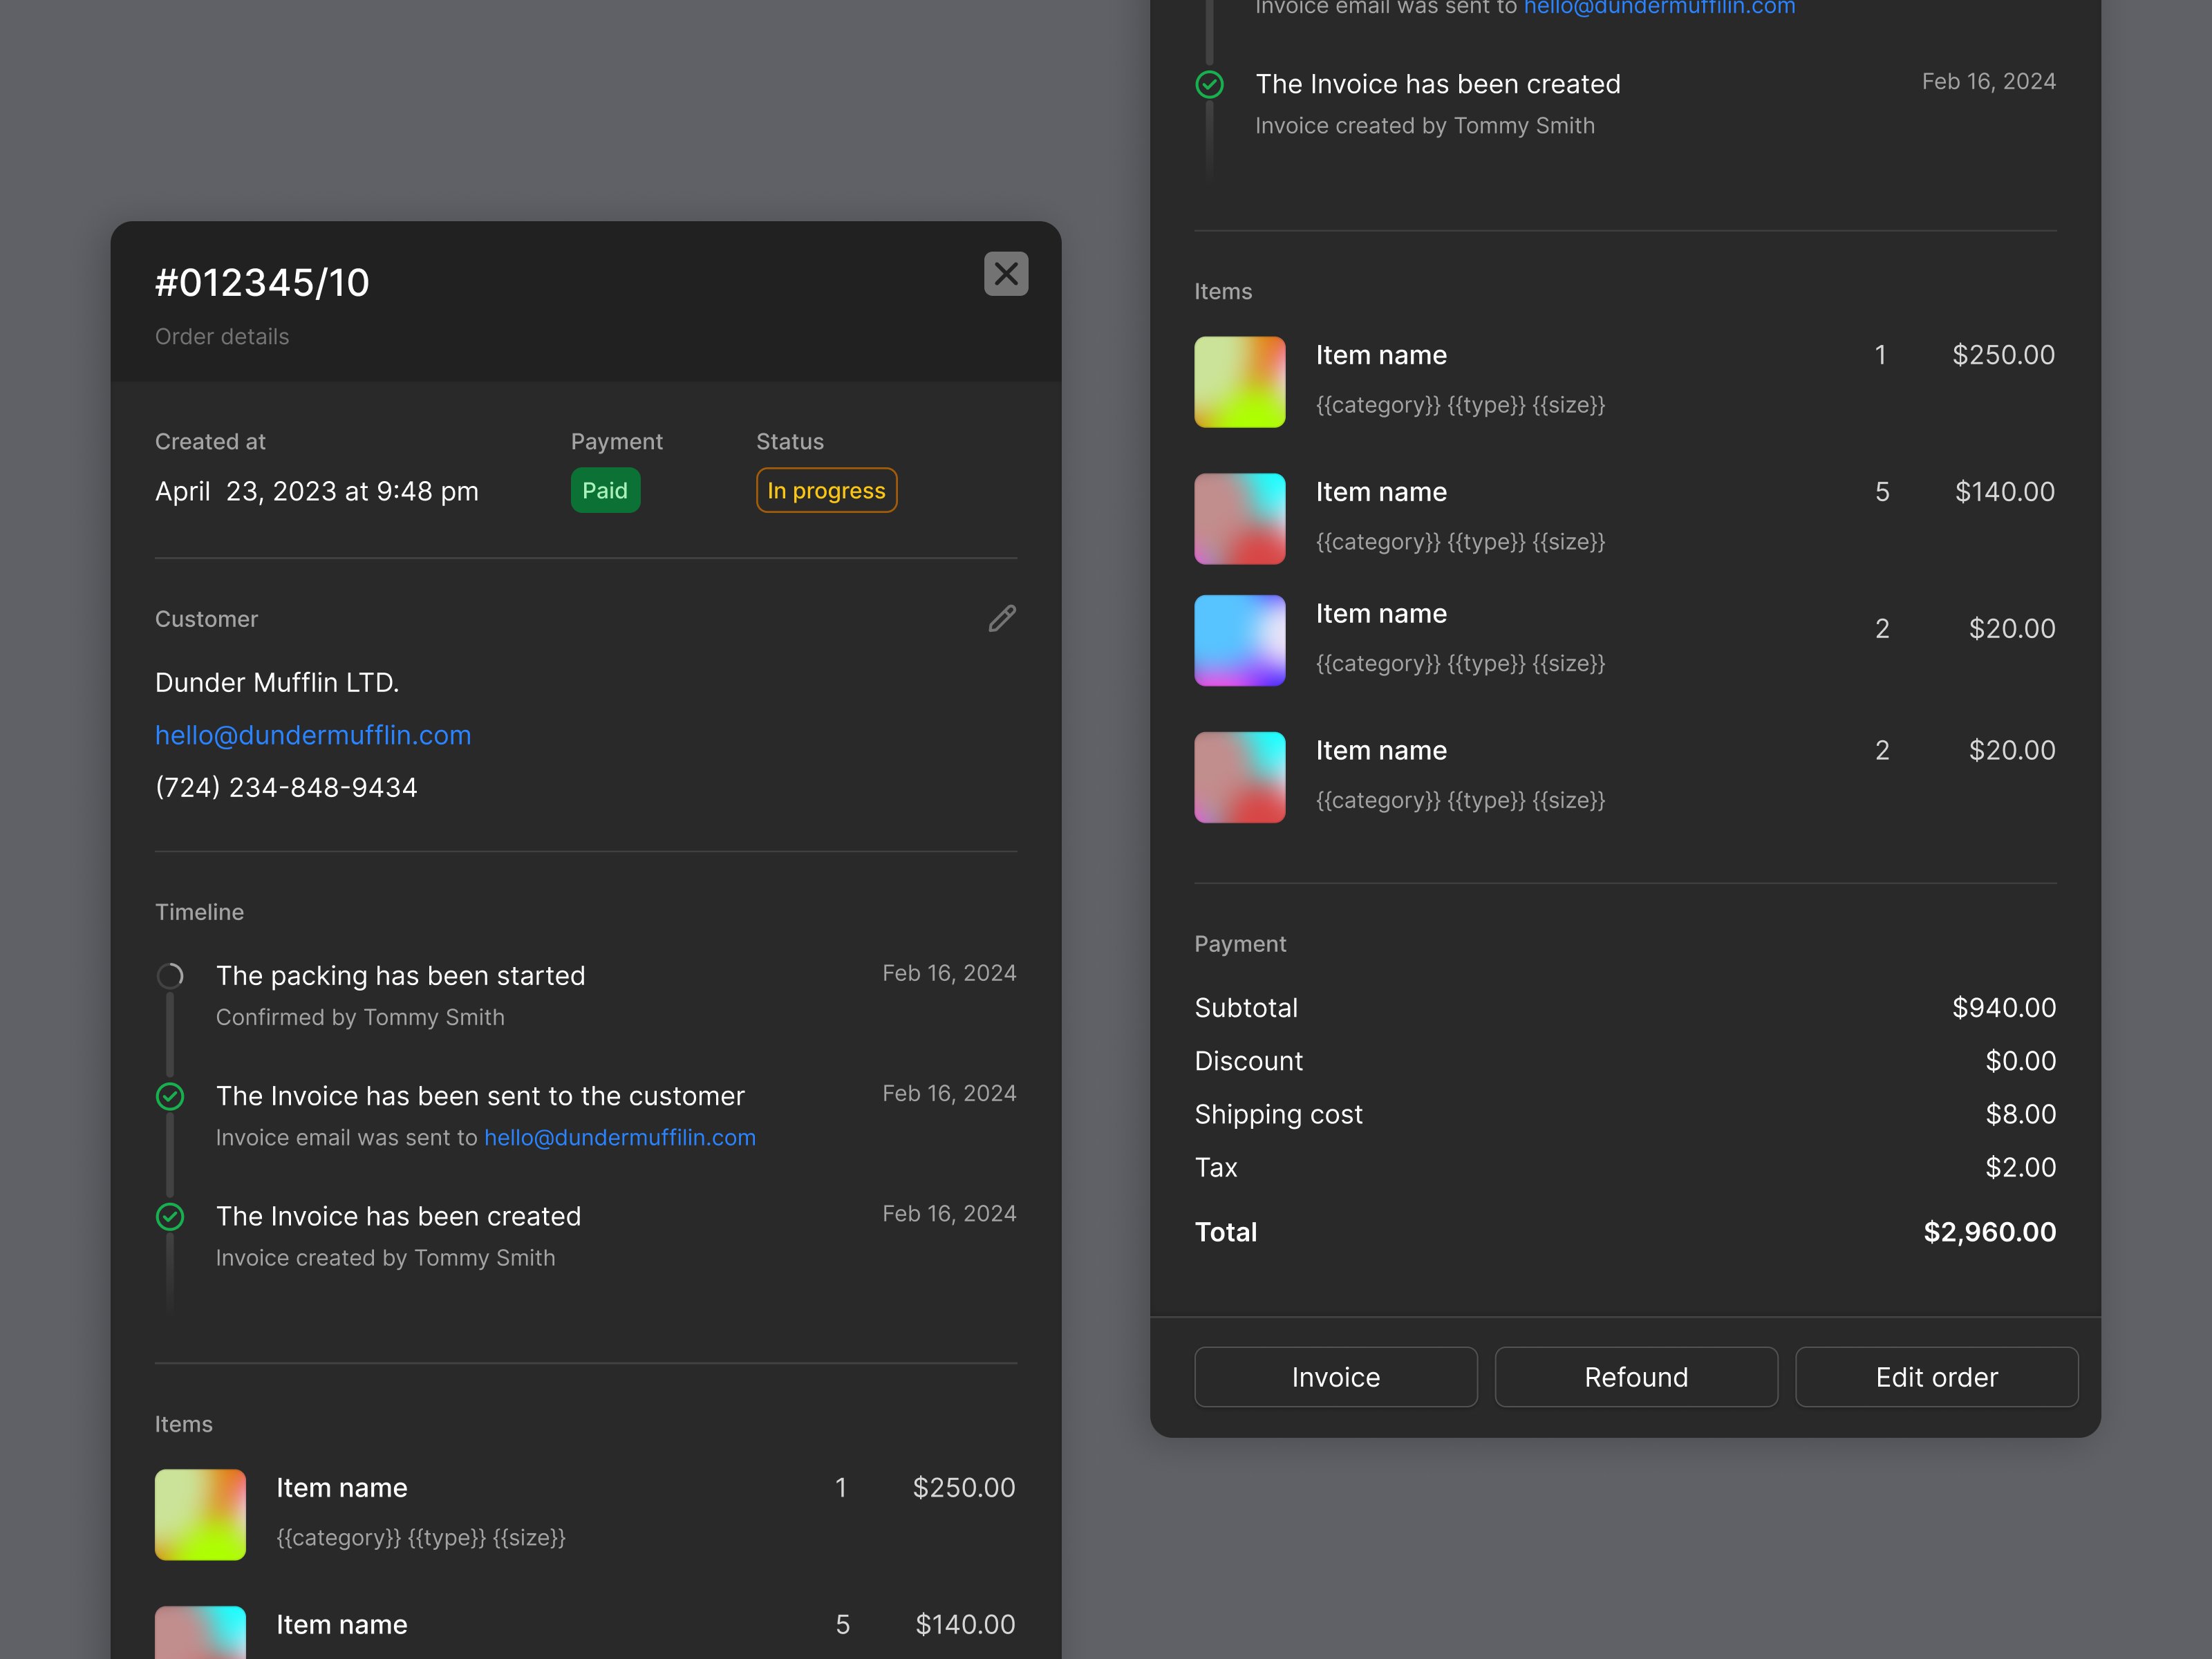 #012345/10
Order details
Created at Payment Status
April  23, 2023 at 9:48 pm Paid In progress
Customer
Dunder Mufflin LTD.
hello@dundermufflin.com
(724) 234-848-9434
Timeline
The packing has been started Feb 16, 2024
Confirmed by Tommy Smith
The Invoice has been sent to the customer Feb 16, 2024
Invoice email was sent to hello@dundermuffilin.com
The Invoice has been created Feb 16, 2024
Invoice created by Tommy Smith
Items
Item name 1 $250.00
{{category}} {{type}} {{size}}
Item name 5 $140.00
Invoice email was sent to hello@dundermuffilin.com
The Invoice has been created Feb 16, 2024
Invoice created by Tommy Smith
Items
Item name 1 $250.00
{{category}} {{type}} {{size}}
Item name 5 $140.00
{{category}} {{type}} {{size}}
Item name 2 $20.00
{{category}} {{type}} {{size}}
Item name 2 $20.00
{{category}} {{type}} {{size}}
Payment
Subtotal $940.00
Discount $0.00
Shipping cost $8.00
Tax $2.00
Total $2,960.00
Invoice Refound Edit order